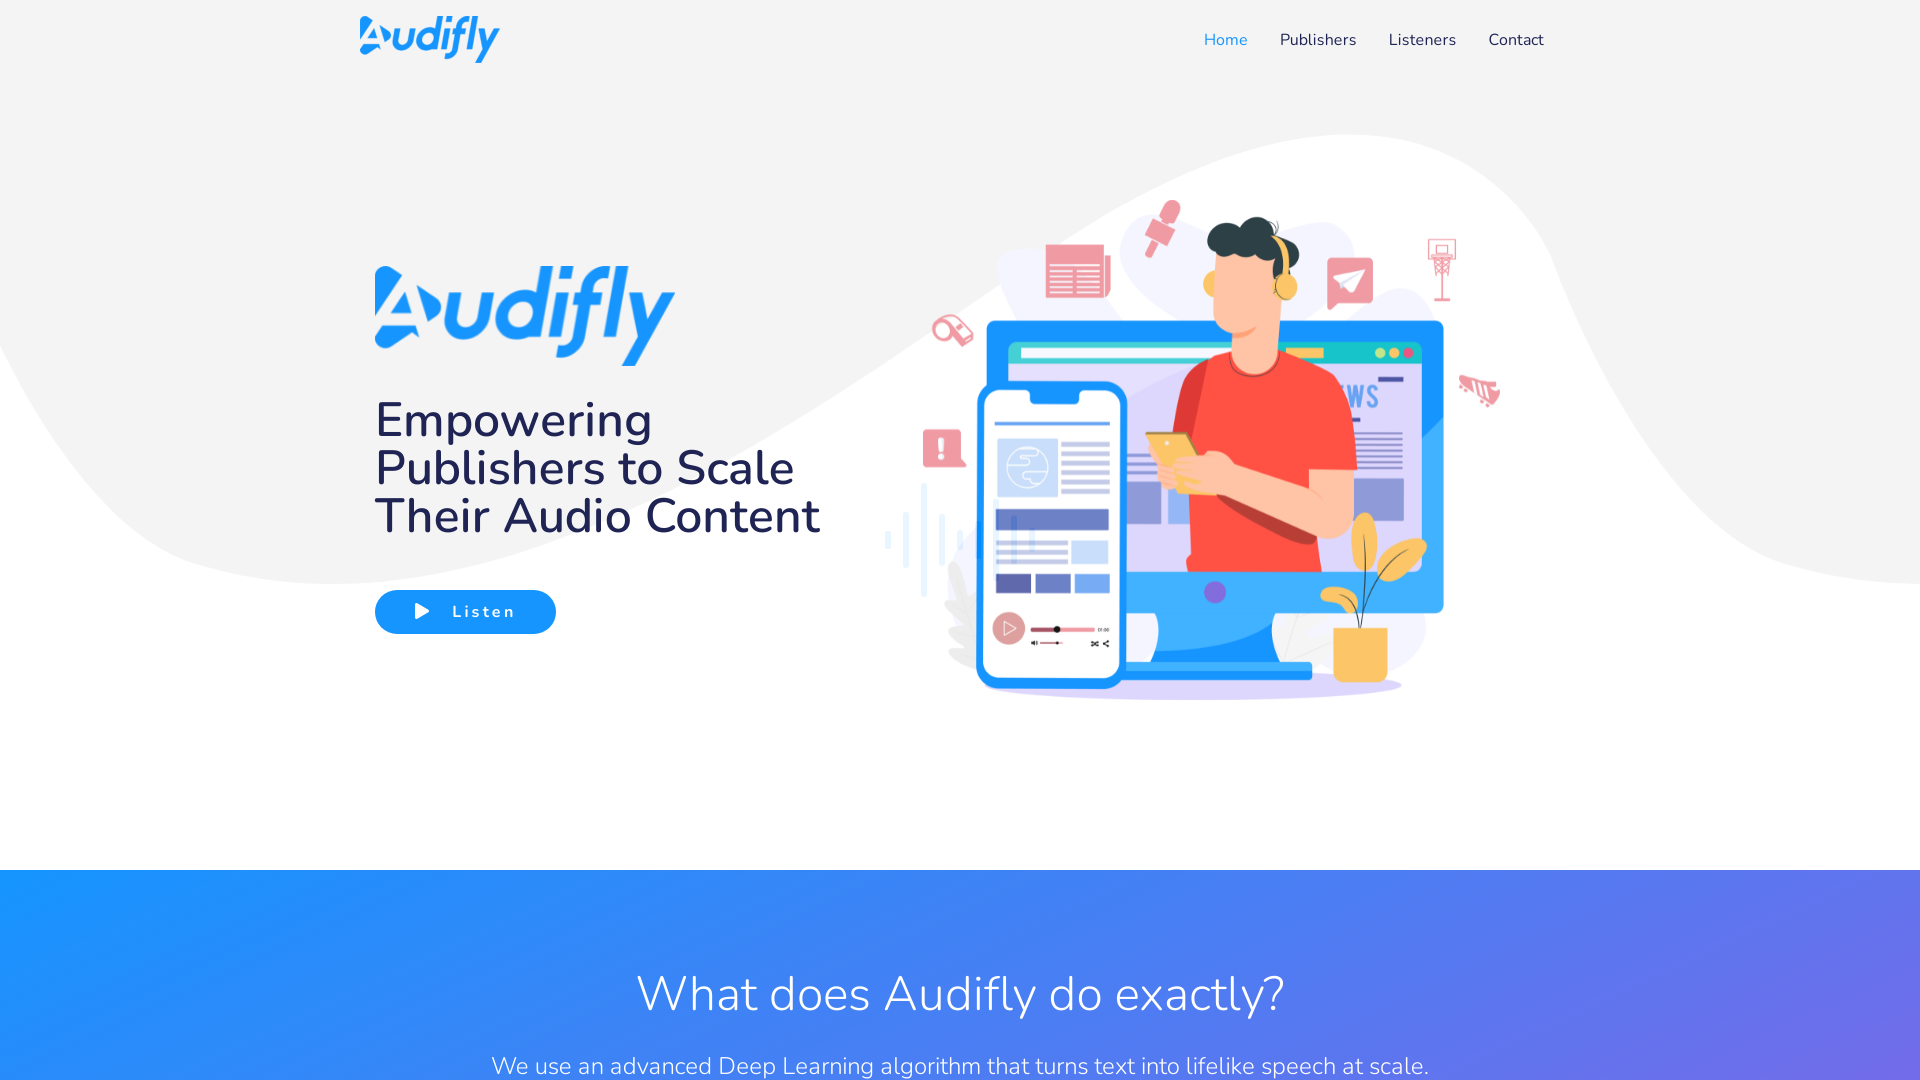 Audifly
Home
Publishers
Listeners
Contact
Audifly
Empowering
Publishers to Scale
Their Audio Content
Listen
What does Audifly do exactly?
We use an advanced Deep Learning algorithm that turns text into lifelike speech at scale.